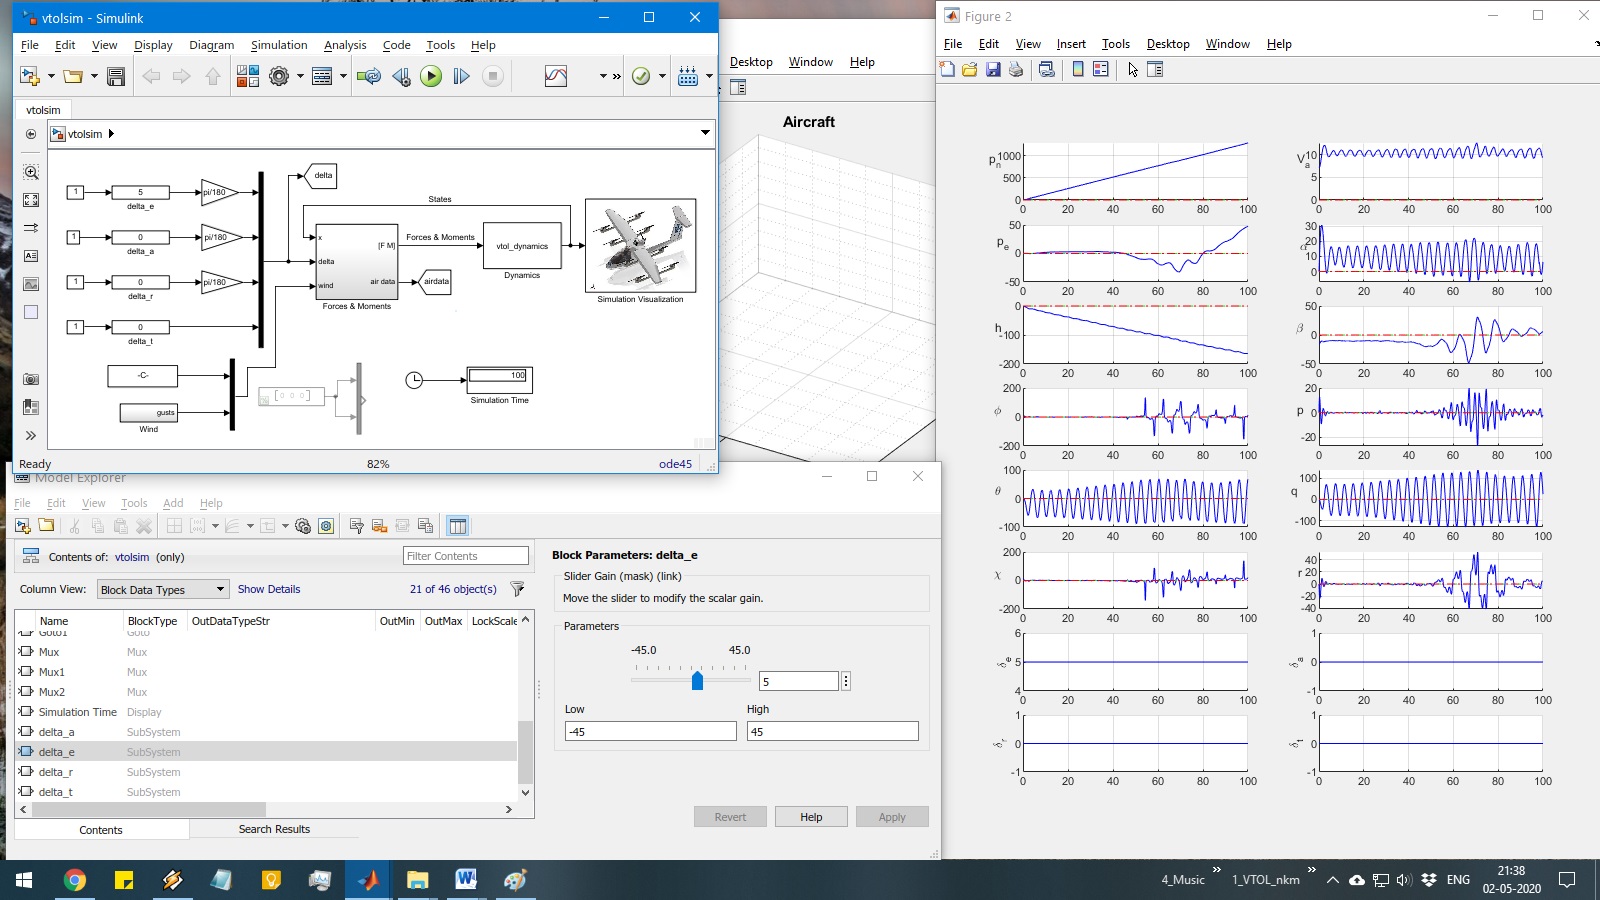 vtolsim - Simulink
File Edit View Display Diagram Simulation Analysis Code Tools Help
vtolsim
vtolsim
delta
1 5 pi/180
delta_e
1 0 pi/180
delta_a
1 0 pi/180
delta_r
1 0
delta_t
States
x
delta
wind
[F M]
air data
Forces & Moments
Forces & Moments
airdata
vtol_dynamics
Dynamics
Simulation Visualization
-C-
gusts
Wind
[0 0 0]
100
Simulation Time
Ready 82% ode45
Desktop Window Help
Aircraft
Figure 2
File Edit View Insert Tools Desktop Window Help
p_n
1000
500
0
0 20 40 60 80 100
V_a
10
5
0
0 20 40 60 80 100
p_e
50
0
-50
0 20 40 60 80 100
α
30
20
10
0
0 20 40 60 80 100
h
0
-100
-200
0 20 40 60 80 100
β
50
0
-50
0 20 40 60 80 100
ϕ
200
0
-200
0 20 40 60 80 100
p
20
0
-20
0 20 40 60 80 100
θ
100
0
-100
0 20 40 60 80 100
q
100
0
-100
0 20 40 60 80 100
χ
200
0
-200
0 20 40 60 80 100
r
40
20
0
-20
-40
0 20 40 60 80 100
δ_e
6
5
4
0 20 40 60 80 100
δ_a
1
0
-1
0 20 40 60 80 100
δ_r
1
0
-1
0 20 40 60 80 100
δ_t
1
0
-1
0 20 40 60 80 100
Model Explorer
File Edit View Tools Add Help
Contents of: vtolsim (only) Filter Contents
Column View: Block Data Types Show Details 21 of 46 object(s)
Name BlockType OutDataTypeStr OutMin OutMax LockScale
Goto1 Goto
Mux Mux
Mux1 Mux
Mux2 Mux
Simulation Time Display
delta_a SubSystem
delta_e SubSystem
delta_r SubSystem
delta_t SubSystem
Contents Search Results
Block Parameters: delta_e
Slider Gain (mask) (link)
Move the slider to modify the scalar gain.
Parameters
-45.0 45.0
5
Low High
-45 45
Revert Help Apply
4_Music 1_VTOL_nkm ENG 21:38
02-05-2020